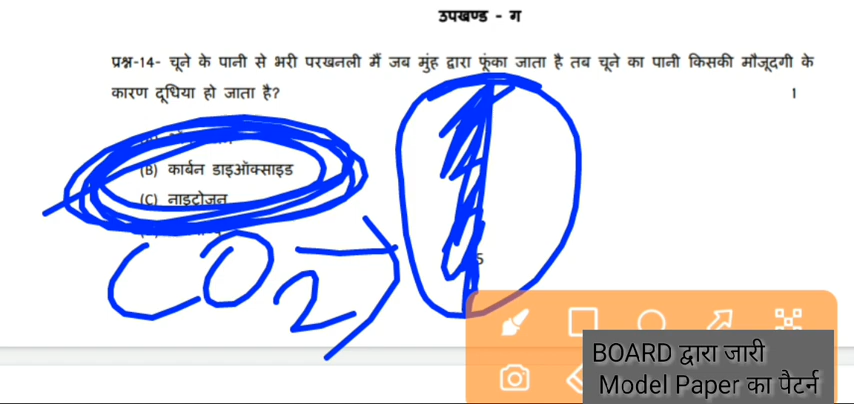 उपखण्ड - ग
प्रश्न-14- चूने के पानी से भरी परखनली मैं जब मुंह द्वारा फूंका जाता है तब चूने का पानी किसकी मौजूदगी के
कारण दूधिया हो जाता है? 1
(B) कार्बन डाइऑक्साइड
(C) नाइट्रोजन
CO2
5
BOARD द्वारा जारी
Model Paper का पैटर्न